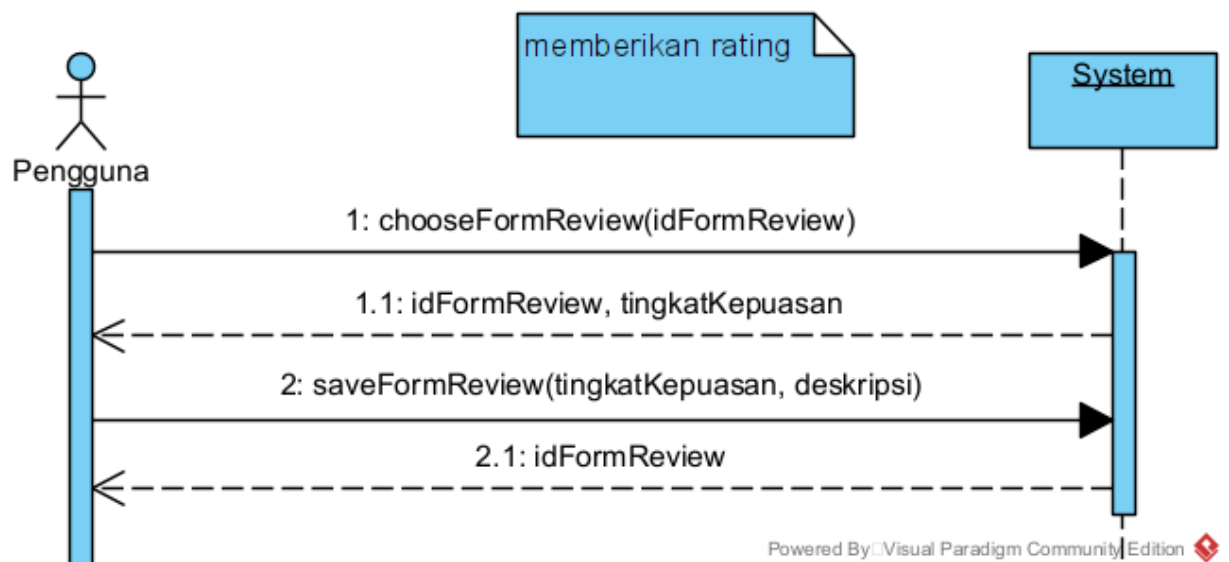 memberikan rating
System
Pengguna
1: chooseFormReview(idFormReview)
1.1: idFormReview, tingkatKepuasan
2: saveFormReview(tingkatKepuasan, deskripsi)
2.1: idFormReview
Powered By Visual Paradigm Community Edition